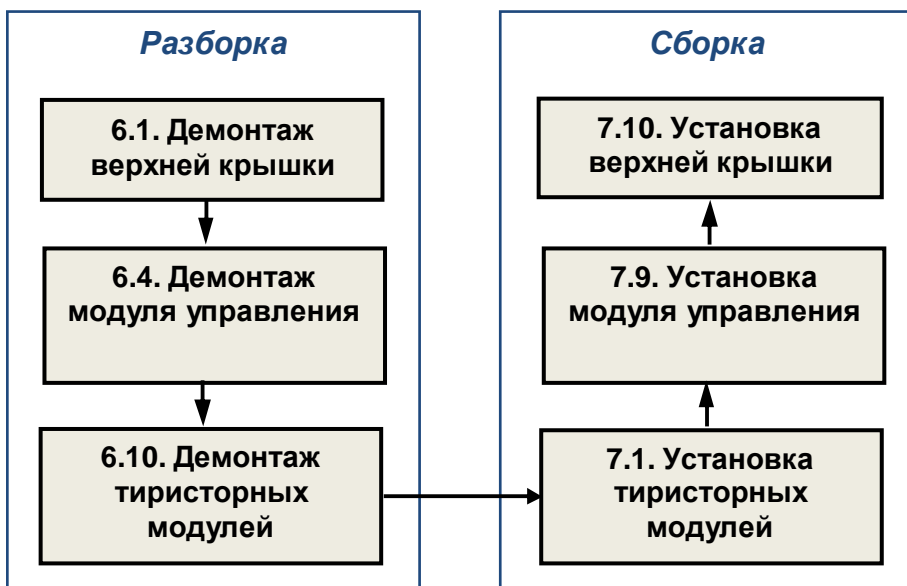 Разборка
6.1. Демонтаж
верхней крышки
6.4. Демонтаж
модуля управления
6.10. Демонтаж
тиристорных
модулей
Сборка
7.10. Установка
верхней крышки
7.9. Установка
модуля управления
7.1. Установка
тиристорных
модулей